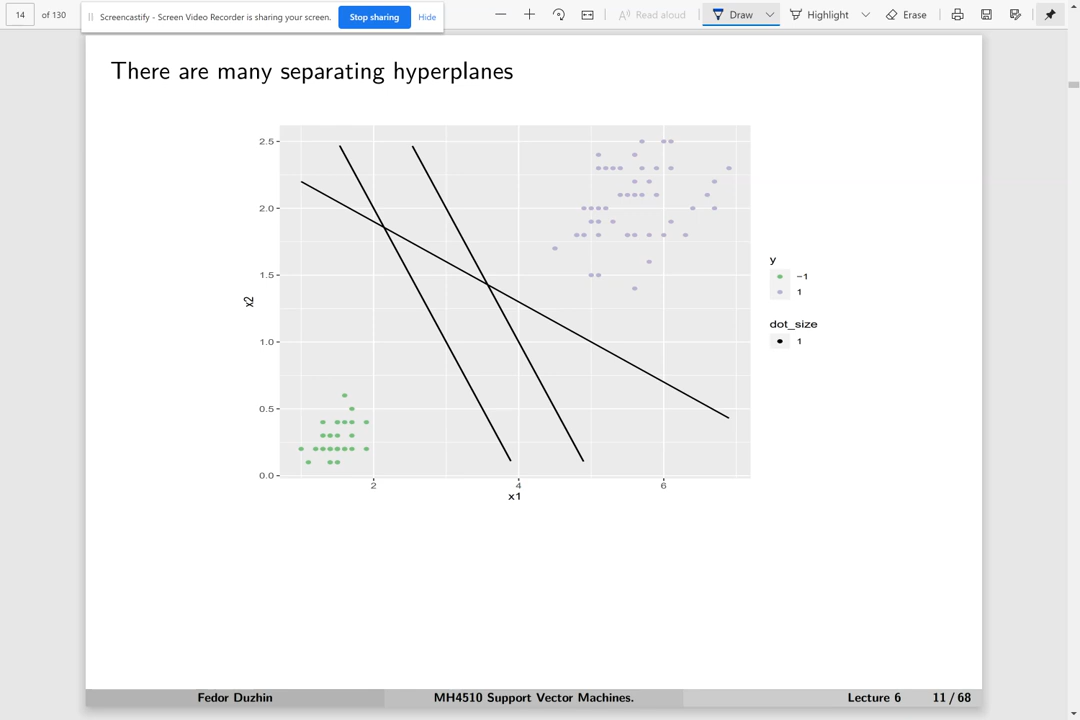 14 of 130
Screencastify - Screen Video Recorder is sharing your screen. Stop sharing Hide
Read aloud Draw Highlight Erase
There are many separating hyperplanes
2.5
2.0
1.5
1.0
0.5
0.0
x2
2 4 6
x1
y
−1
1
dot_size
1
Fedor Duzhin MH4510 Support Vector Machines. Lecture 6 11 / 68